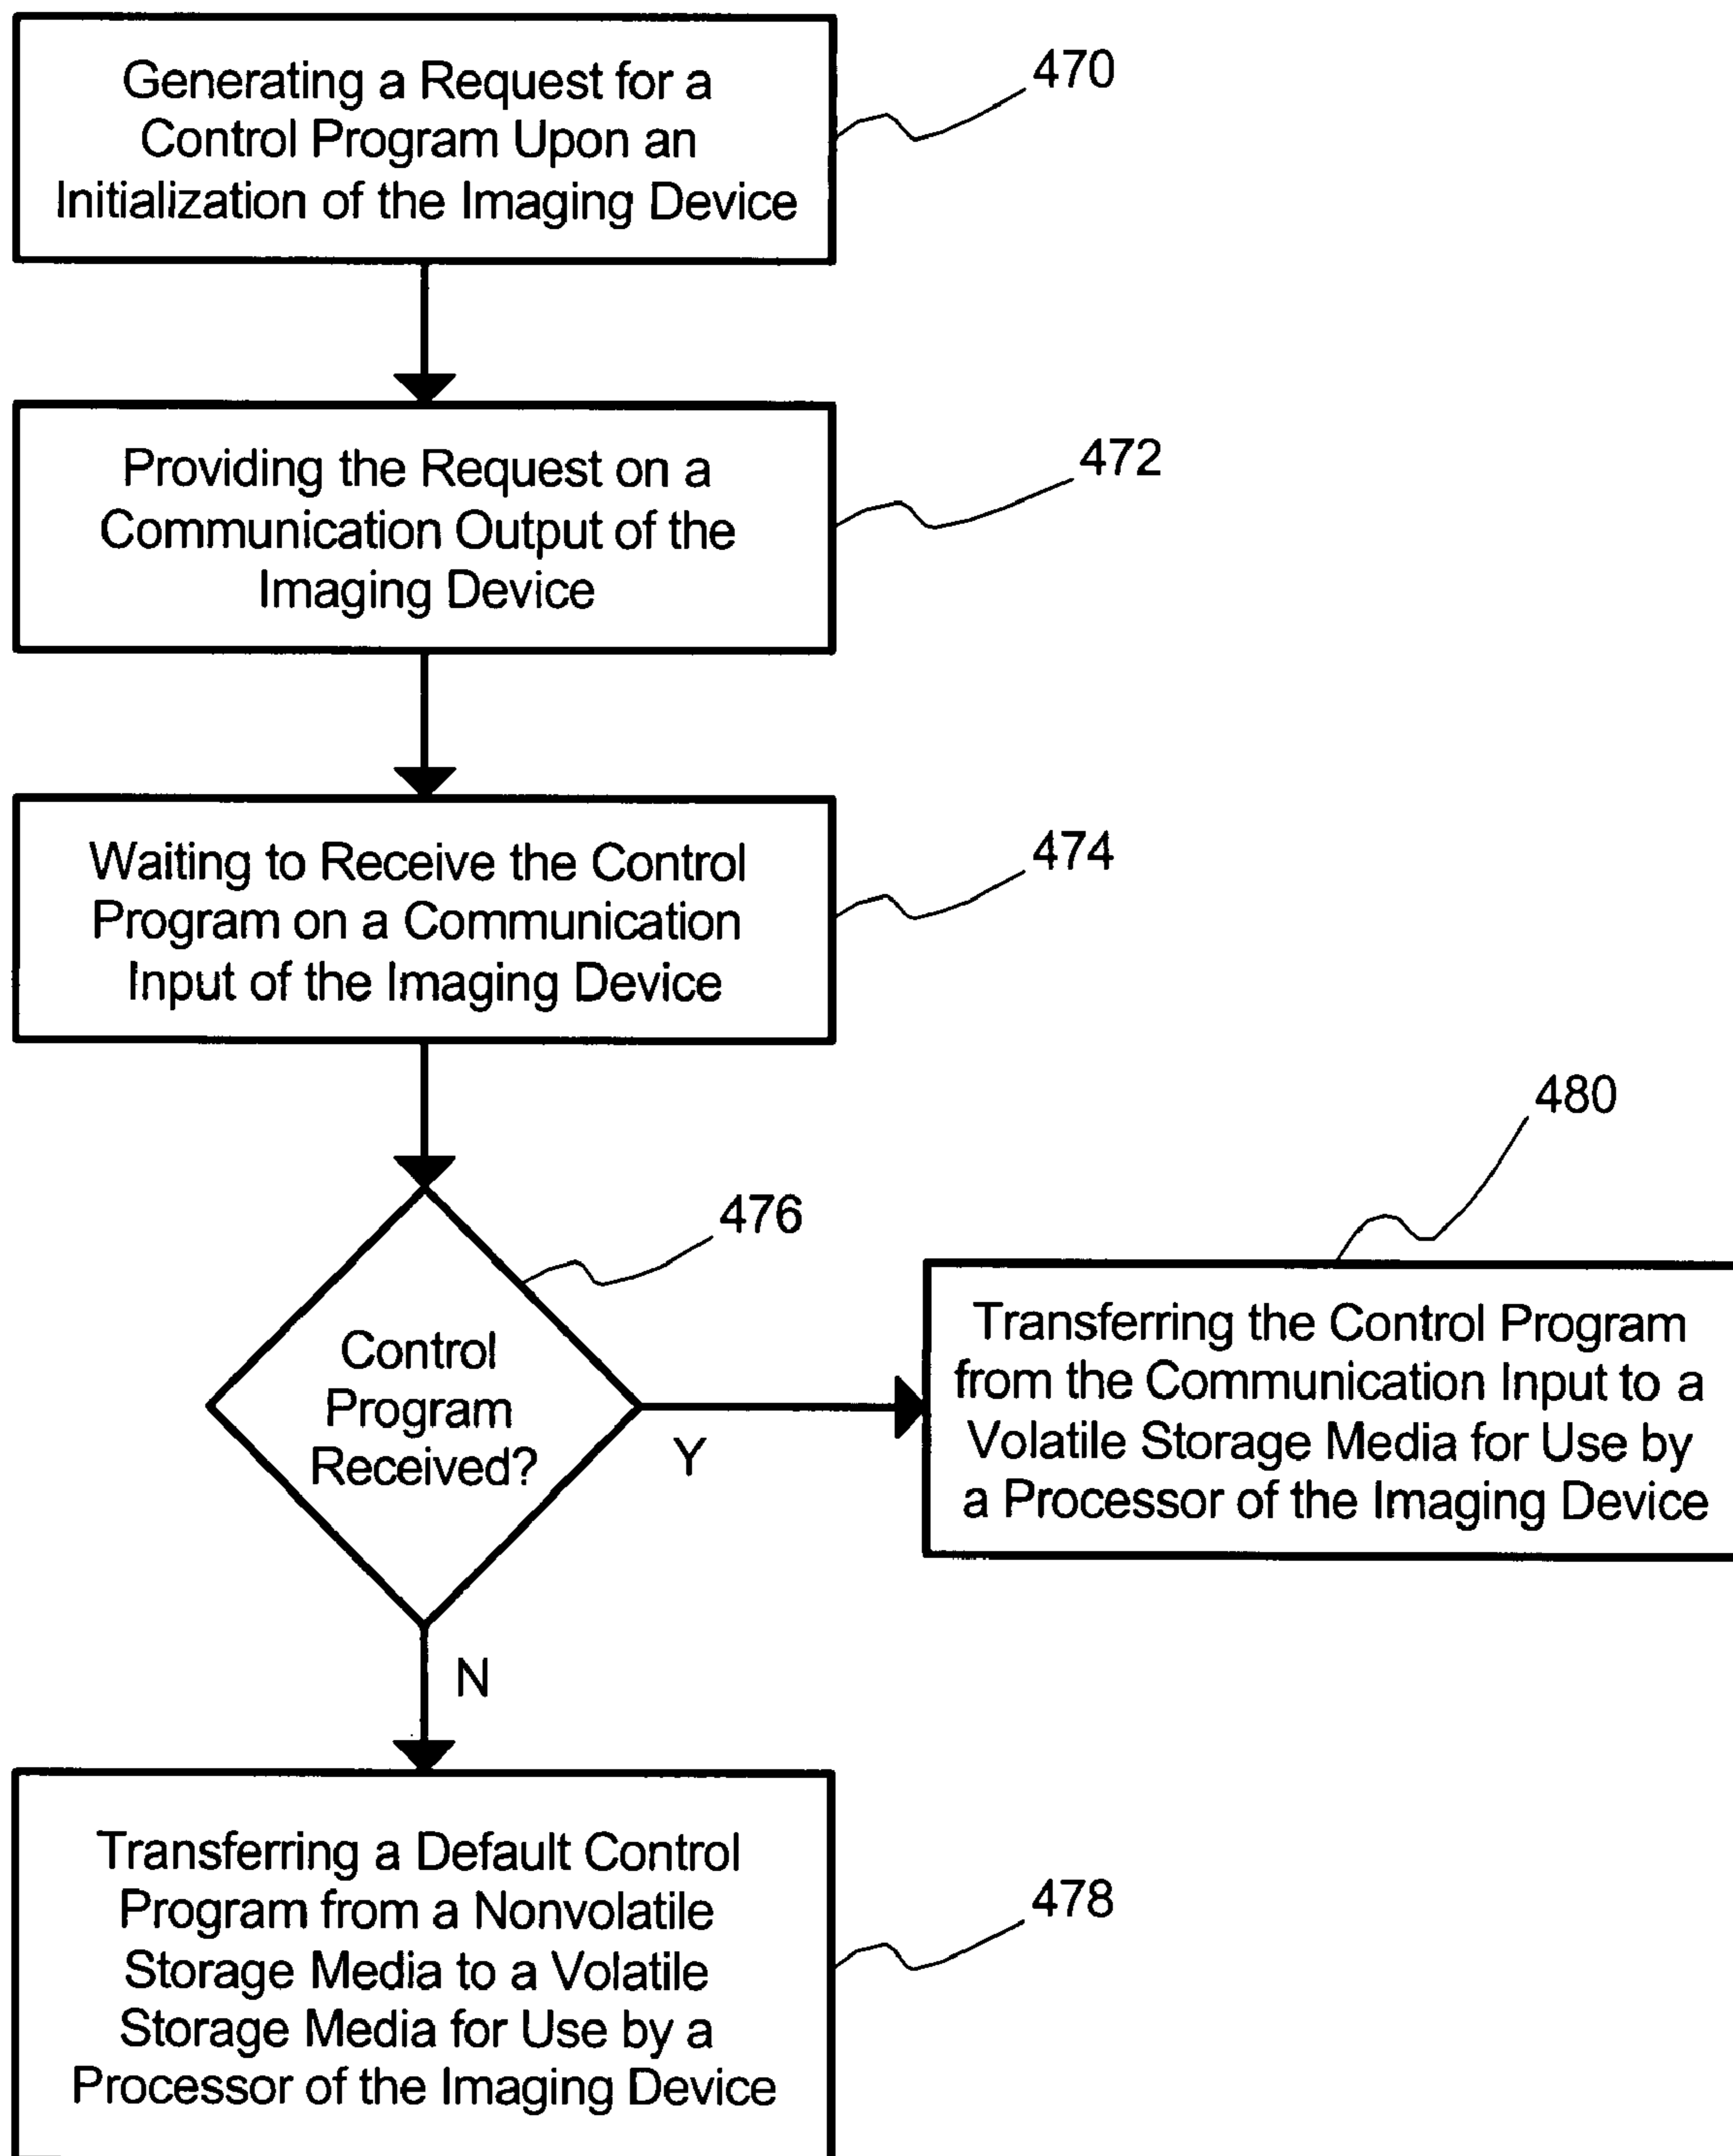 Generating a Request for a
Control Program Upon an
Initialization of the Imaging Device
470
Providing the Request on a
Communication Output of the
Imaging Device
472
Waiting to Receive the Control
Program on a Communication
Input of the Imaging Device
474
Control
Program
Received?
476
Y
480
Transferring the Control Program
from the Communication Input to a
Volatile Storage Media for Use by
a Processor of the Imaging Device
N
Transferring a Default Control
Program from a Nonvolatile
Storage Media to a Volatile
Storage Media for Use by a
Processor of the Imaging Device
478